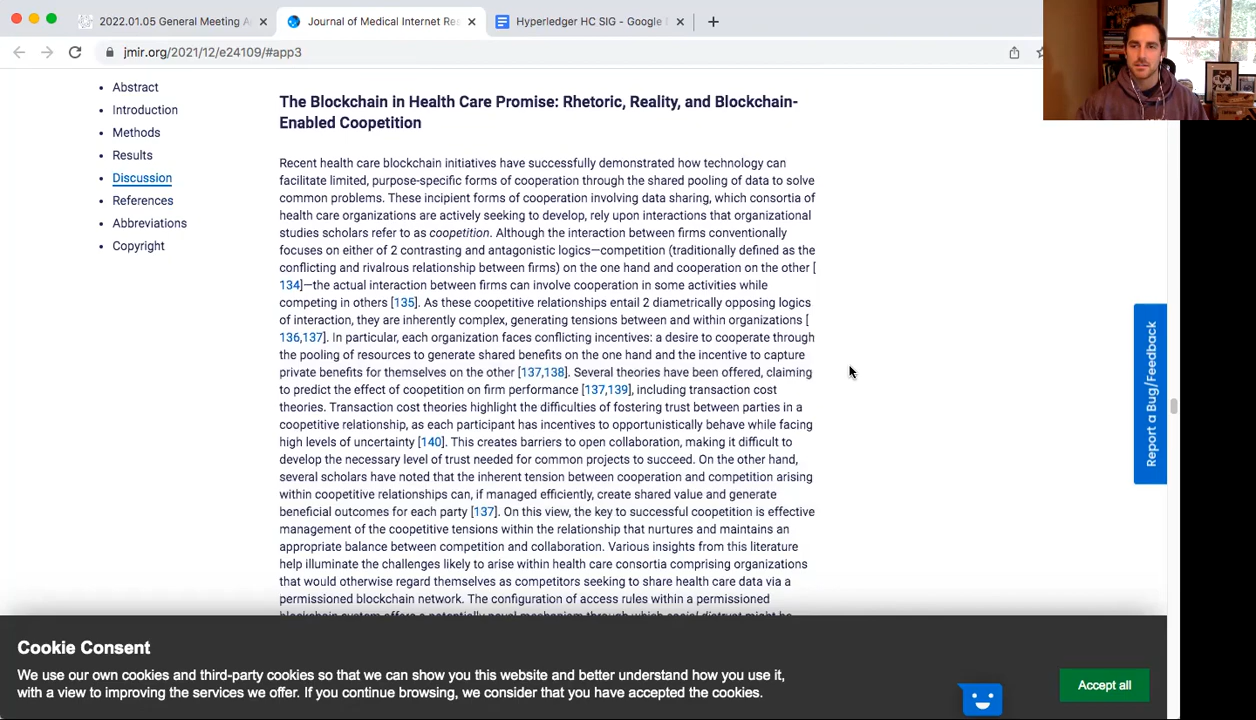 2022.01.05 General Meeting A
Journal of Medical Internet Re
Hyperledger HC SIG - Google
jmir.org/2021/12/e24109/#app3
Abstract
Introduction
Methods
Results
Discussion
References
Abbreviations
Copyright
The Blockchain in Health Care Promise: Rhetoric, Reality, and Blockchain-
Enabled Coopetition
Recent health care blockchain initiatives have successfully demonstrated how technology can
facilitate limited, purpose-specific forms of cooperation through the shared pooling of data to solve
common problems. These incipient forms of cooperation involving data sharing, which consortia of
health care organizations are actively seeking to develop, rely upon interactions that organizational
studies scholars refer to as coopetition. Although the interaction between firms conventionally
focuses on either of 2 contrasting and antagonistic logics—competition (traditionally defined as the
conflicting and rivalrous relationship between firms) on the one hand and cooperation on the other [
134]—the actual interaction between firms can involve cooperation in some activities while
competing in others [135]. As these coopetitive relationships entail 2 diametrically opposing logics
of interaction, they are inherently complex, generating tensions between and within organizations [
136,137]. In particular, each organization faces conflicting incentives: a desire to cooperate through
the pooling of resources to generate shared benefits on the one hand and the incentive to capture
private benefits for themselves on the other [137,138]. Several theories have been offered, claiming
to predict the effect of coopetition on firm performance [137,139], including transaction cost
theories. Transaction cost theories highlight the difficulties of fostering trust between parties in a
coopetitive relationship, as each participant has incentives to opportunistically behave while facing
high levels of uncertainty [140]. This creates barriers to open collaboration, making it difficult to
develop the necessary level of trust needed for common projects to succeed. On the other hand,
several scholars have noted that the inherent tension between cooperation and competition arising
within coopetitive relationships can, if managed efficiently, create shared value and generate
beneficial outcomes for each party [137]. On this view, the key to successful coopetition is effective
management of the coopetitive tensions within the relationship that nurtures and maintains an
appropriate balance between competition and collaboration. Various insights from this literature
help illuminate the challenges likely to arise within health care consortia comprising organizations
that would otherwise regard themselves as competitors seeking to share health care data via a
permissioned blockchain network. The configuration of access rules within a permissioned
blockchain system offers a potentially novel mechanism through which social distrust might be
Report a Bug/Feedback
Cookie Consent
We use our own cookies and third-party cookies so that we can show you this website and better understand how you use it,
with a view to improving the services we offer. If you continue browsing, we consider that you have accepted the cookies.
Accept all